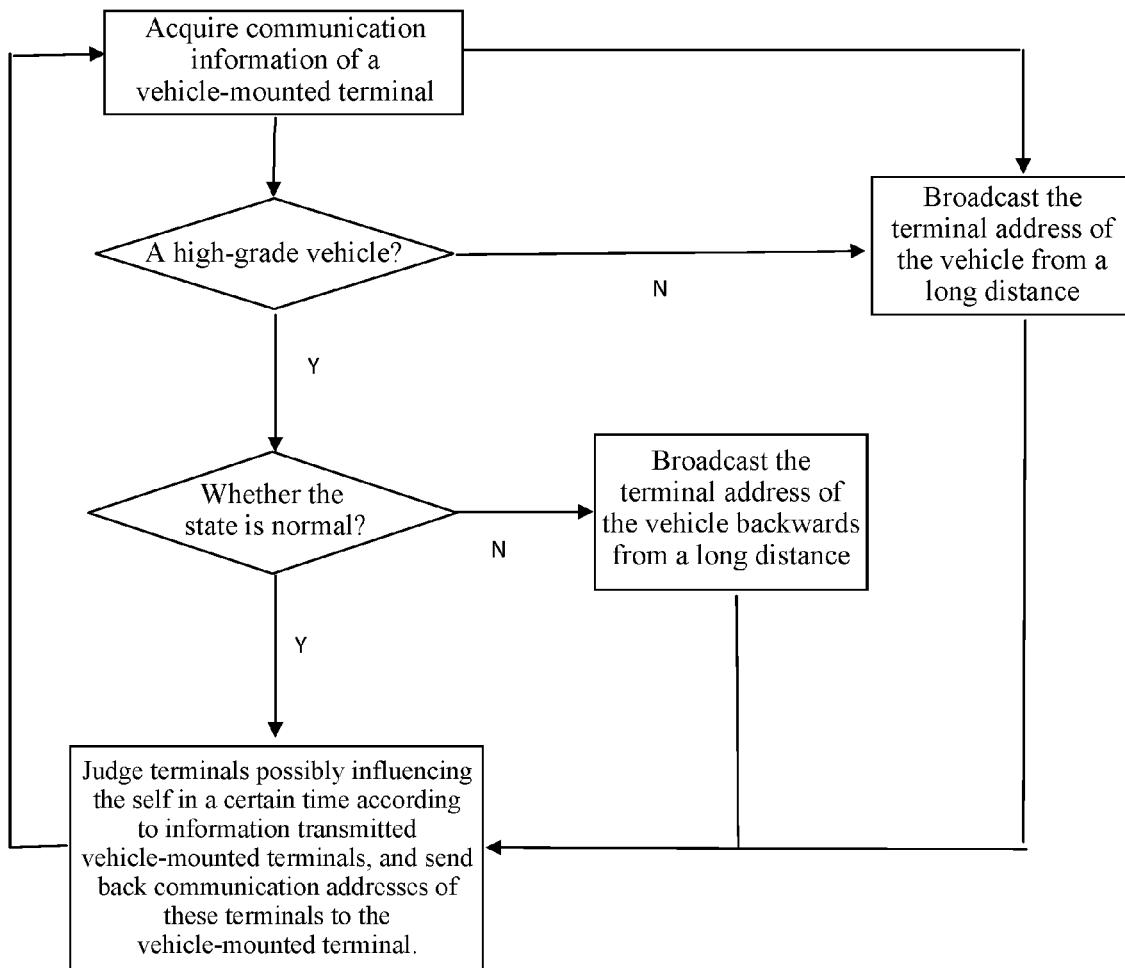 Acquire communication
information of a
vehicle-mounted terminal
Broadcast the
terminal address of
the vehicle from a
long distance
A high-grade vehicle?
N
Y
Broadcast the
terminal address of
the vehicle backwards
from a long distance
Whether the
state is normal?
N
Y
Judge terminals possibly influencing
the self in a certain time according
to information transmitted
vehicle-mounted terminals, and send
back communication addresses of
these terminals to the
vehicle-mounted terminal.